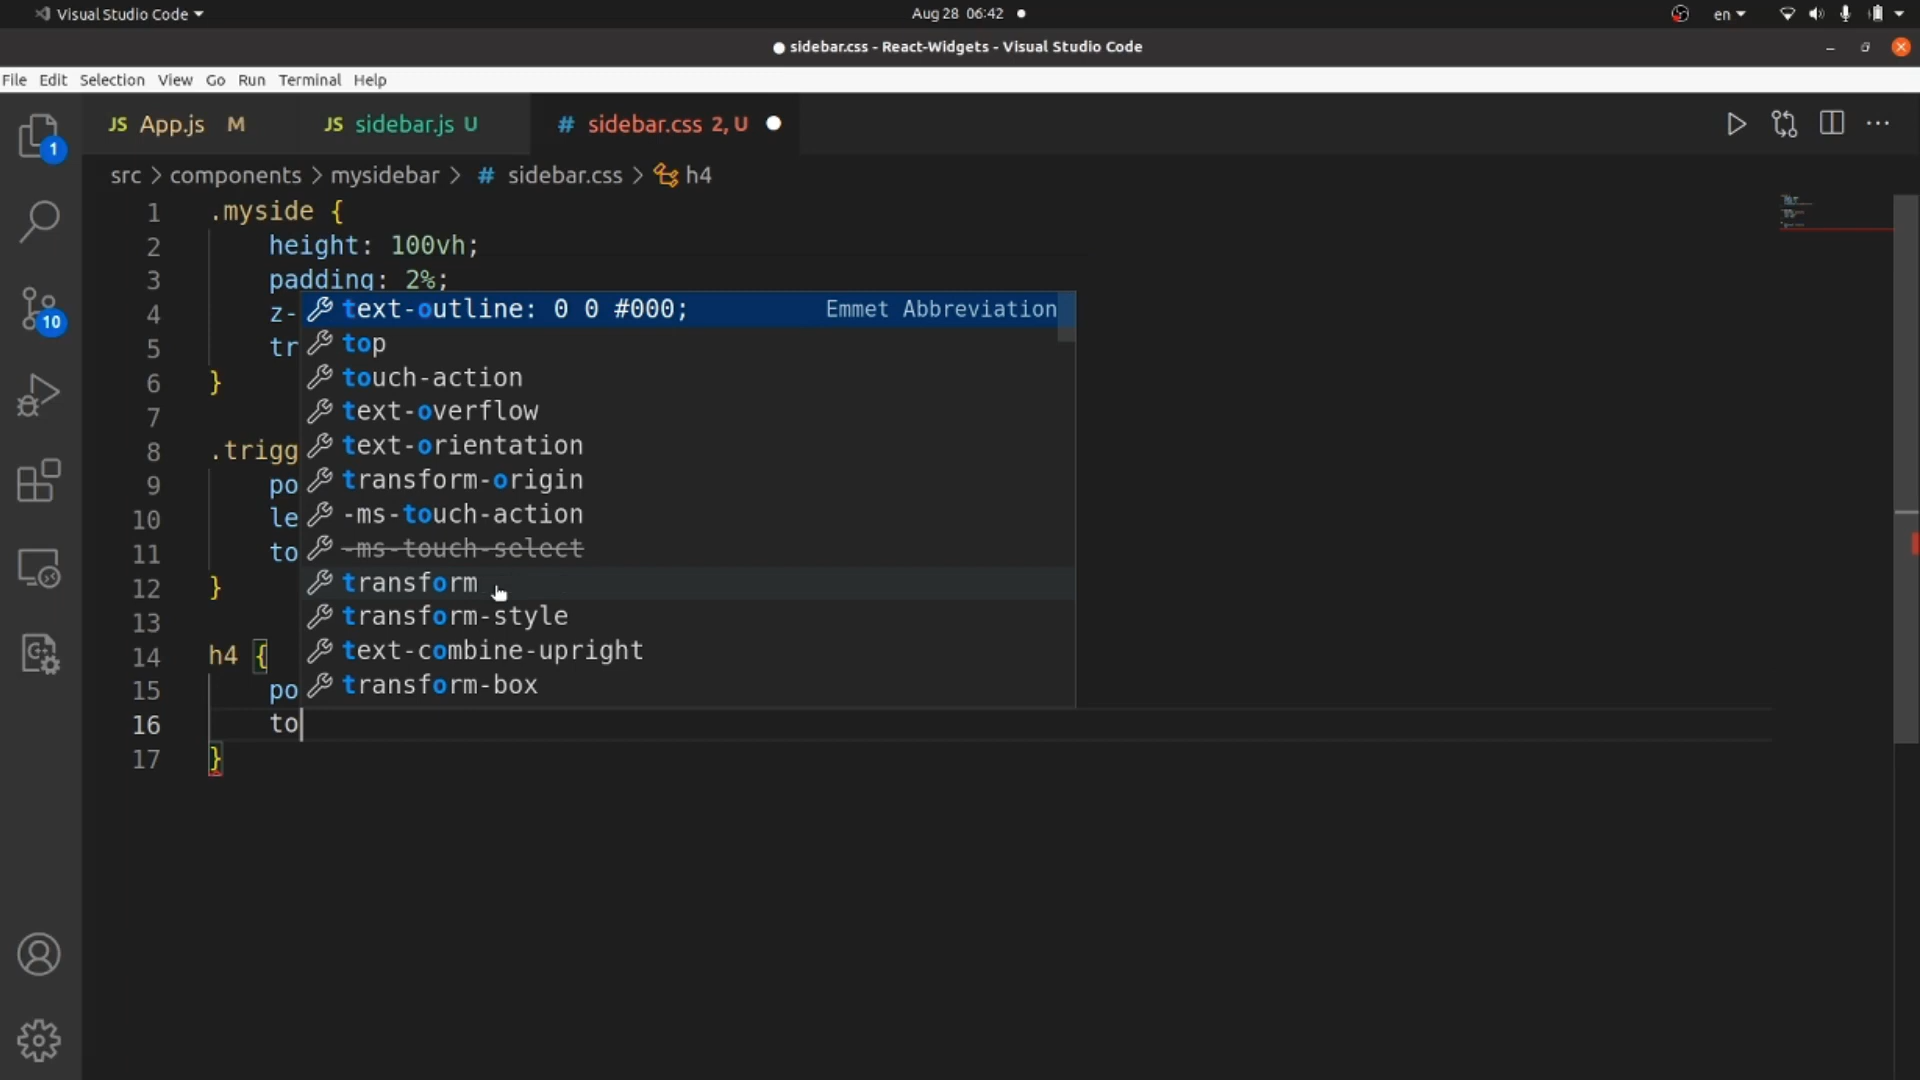 Visual Studio Code
Aug 28 06:42
en
sidebar.css - React-Widgets - Visual Studio Code
File Edit Selection View Go Run Terminal Help
JS App.js M
JS sidebar.js U
# sidebar.css 2, U
src > components > mysidebar > # sidebar.css > h4
1
10
1 .myside {
2 height: 100vh;
3 padding: 2%;
4 z-
5 tr
6 }
7
8 .trigg
9 po
10 le
11 to
12 }
13
14 h4 {
15 po
16 to
17 }
text-outline: 0 0 #000; Emmet Abbreviation
top
touch-action
text-overflow
text-orientation
transform-origin
-ms-touch-action
-ms-touch-select
transform
transform-style
text-combine-upright
transform-box